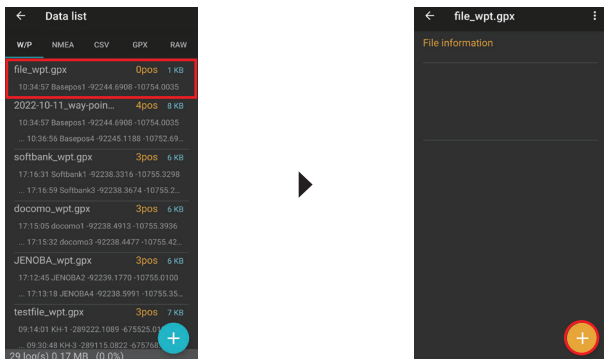 ← Data list
W/P NMEA CSV GPX RAW
file_wpt.gpx 0pos 1 KB
10:34:57 Basepos1 -92244.6908 -10754.0035
2022-10-11_way-poin... 4pos 8 KB
10:34:57 Basepos1 -92244.6908 -10754.0035
... 10:36:56 Basepos4 -92245.1188 -10752.69...
softbank_wpt.gpx 3pos 6 KB
17:16:31 Softbank1 -92238.3316 -10755.3298
... 17:16:59 Softbank3 -92238.3674 -10755.2...
docomo_wpt.gpx 3pos 6 KB
17:15:05 docomo1 -92238.4913 -10755.3936
... 17:15:32 docomo3 -92238.4477 -10755.42...
JENOBA_wpt.gpx 3pos 6 KB
17:12:45 JENOBA2 -92239.1770 -10755.0100
... 17:13:18 JENOBA4 -92238.5991 -10755.35...
testfile_wpt.gpx 3pos 7 KB
09:14:01 KH-1 -289222.1089 -675525.01
... 09:30:48 KH-3 -289115.0822 -675768
29 log(s) 0.17 MB (0.0%)
← file_wpt.gpx
File information